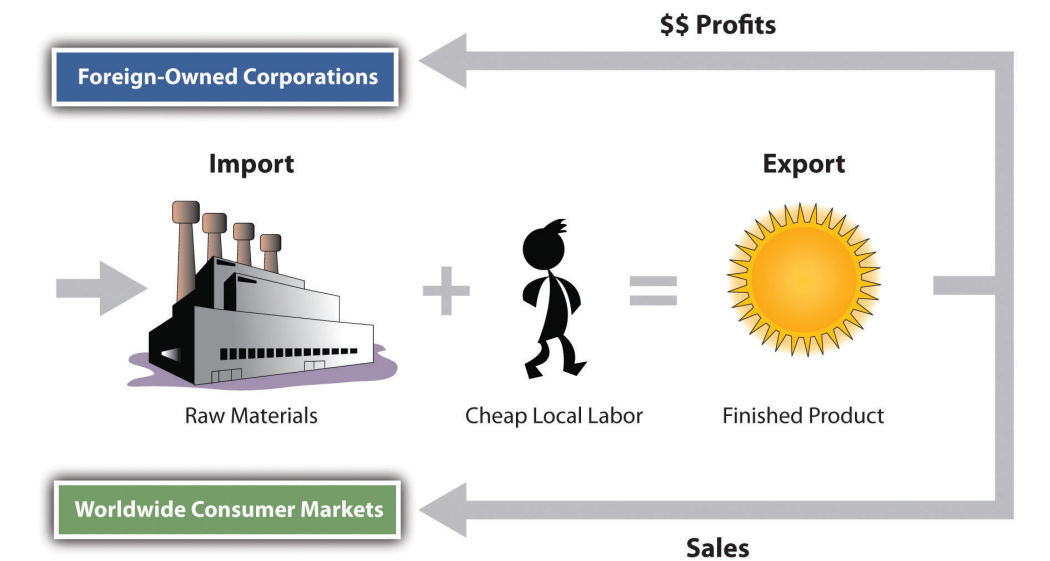 $$ Profits
Foreign-Owned Corporations
Import
Export
Raw Materials
Cheap Local Labor
Finished Product
Worldwide Consumer Markets
Sales